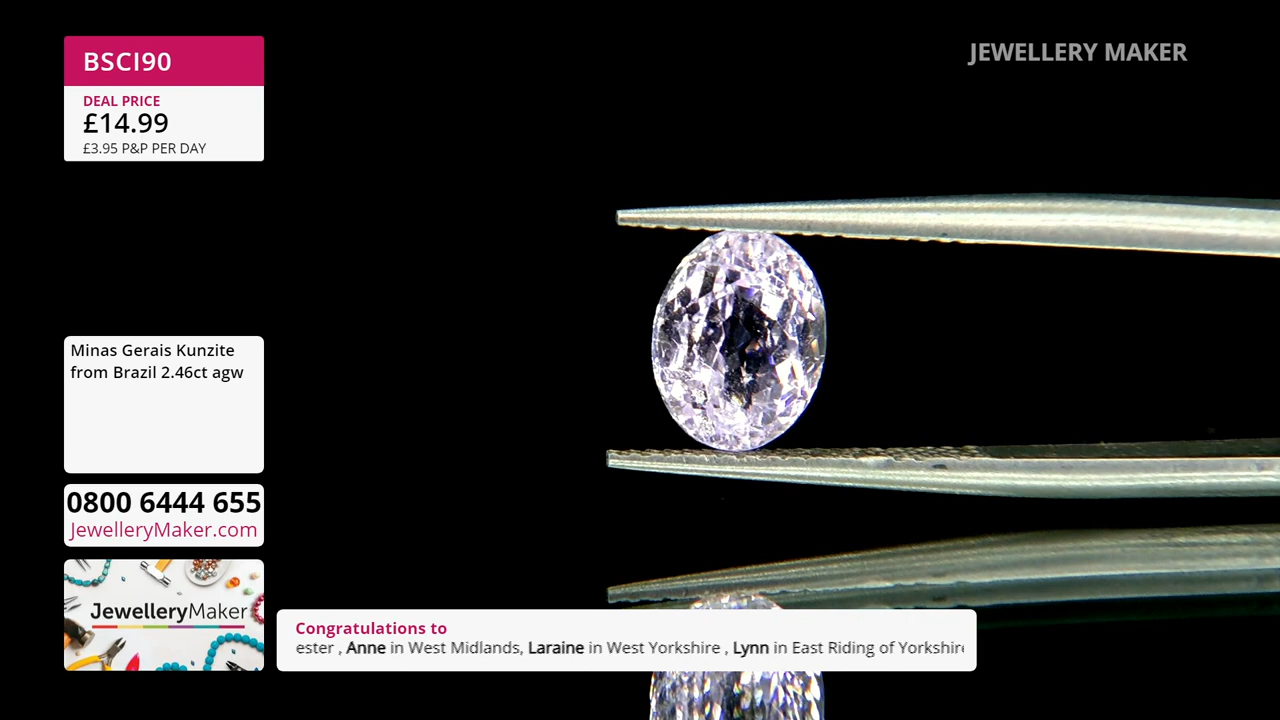 BSCI90
DEAL PRICE
£14.99
£3.95 P&P PER DAY
JEWELLERY MAKER
Minas Gerais Kunzite
from Brazil 2.46ct agw
0800 6444 655
JewelleryMaker.com
JewelleryMaker
Congratulations to
ester , Anne in West Midlands, Laraine in West Yorkshire , Lynn in East Riding of Yorkshire